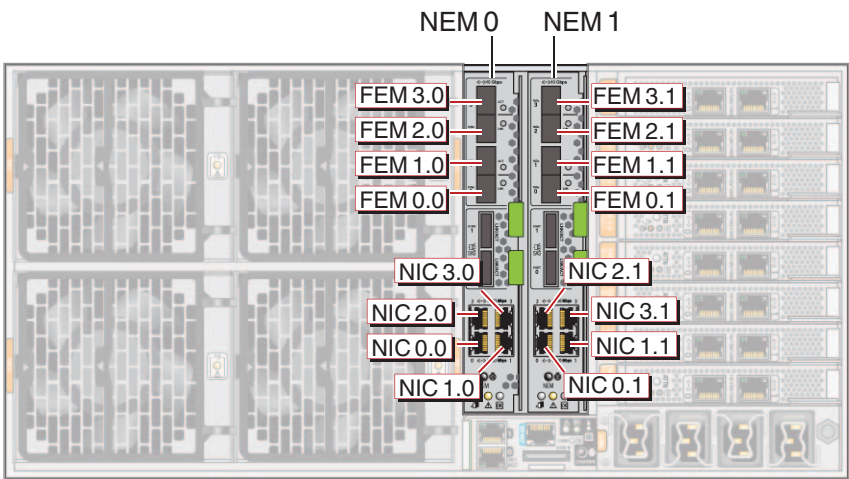 NEM 0 NEM 1
FEM 3.0 FEM 3.1
FEM 2.0 FEM 2.1
FEM 1.0 FEM 1.1
FEM 0.0 FEM 0.1
NIC 3.0 NIC 2.1
NIC 2.0 NIC 3.1
NIC 0.0 NIC 1.1
NIC 1.0 NIC 0.1